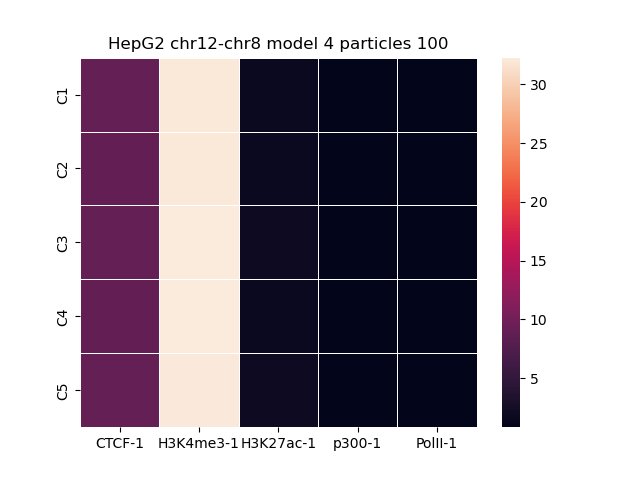 HepG2 chr12-chr8 model 4 particles 100
C1
C2
C3
C4
C5
CTCF-1 H3K4me3-1 H3K27ac-1 p300-1 PolII-1
30
25
20
15
10
5